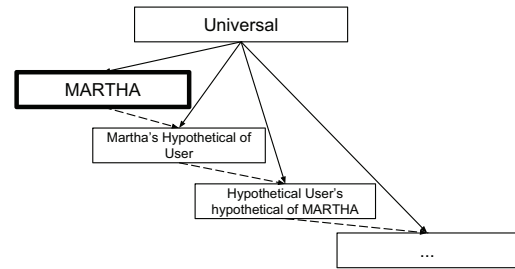 Universal
MARTHA
Martha's Hypothetical of
User
Hypothetical User's
hypothetical of MARTHA
...